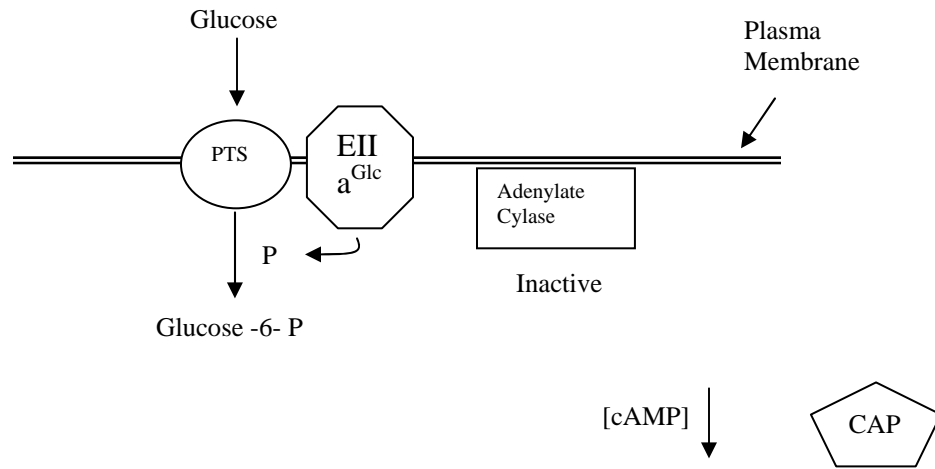 Glucose
Plasma
Membrane
PTS
EII
a^Glc
Adenylate
Cylase
P
Inactive
Glucose -6- P
[cAMP]
CAP